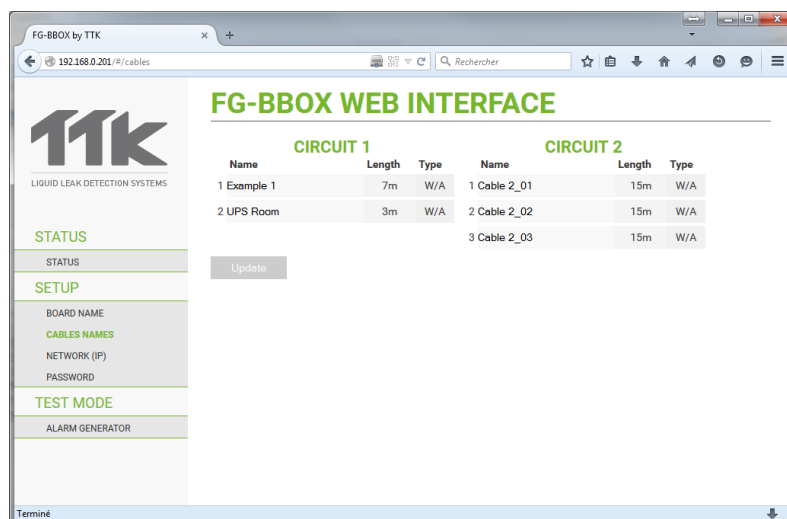 FG-BBOX by TTK
192.168.0.201/#/cables
Rechercher
TTK
LIQUID LEAK DETECTION SYSTEMS
STATUS
STATUS
SETUP
BOARD NAME
CABLES NAMES
NETWORK (IP)
PASSWORD
TEST MODE
ALARM GENERATOR
FG-BBOX WEB INTERFACE
CIRCUIT 1
Name Length Type
1 Example 1 7m W/A
2 UPS Room 3m W/A
CIRCUIT 2
Name Length Type
1 Cable 2_01 15m W/A
2 Cable 2_02 15m W/A
3 Cable 2_03 15m W/A
Update
Terminé